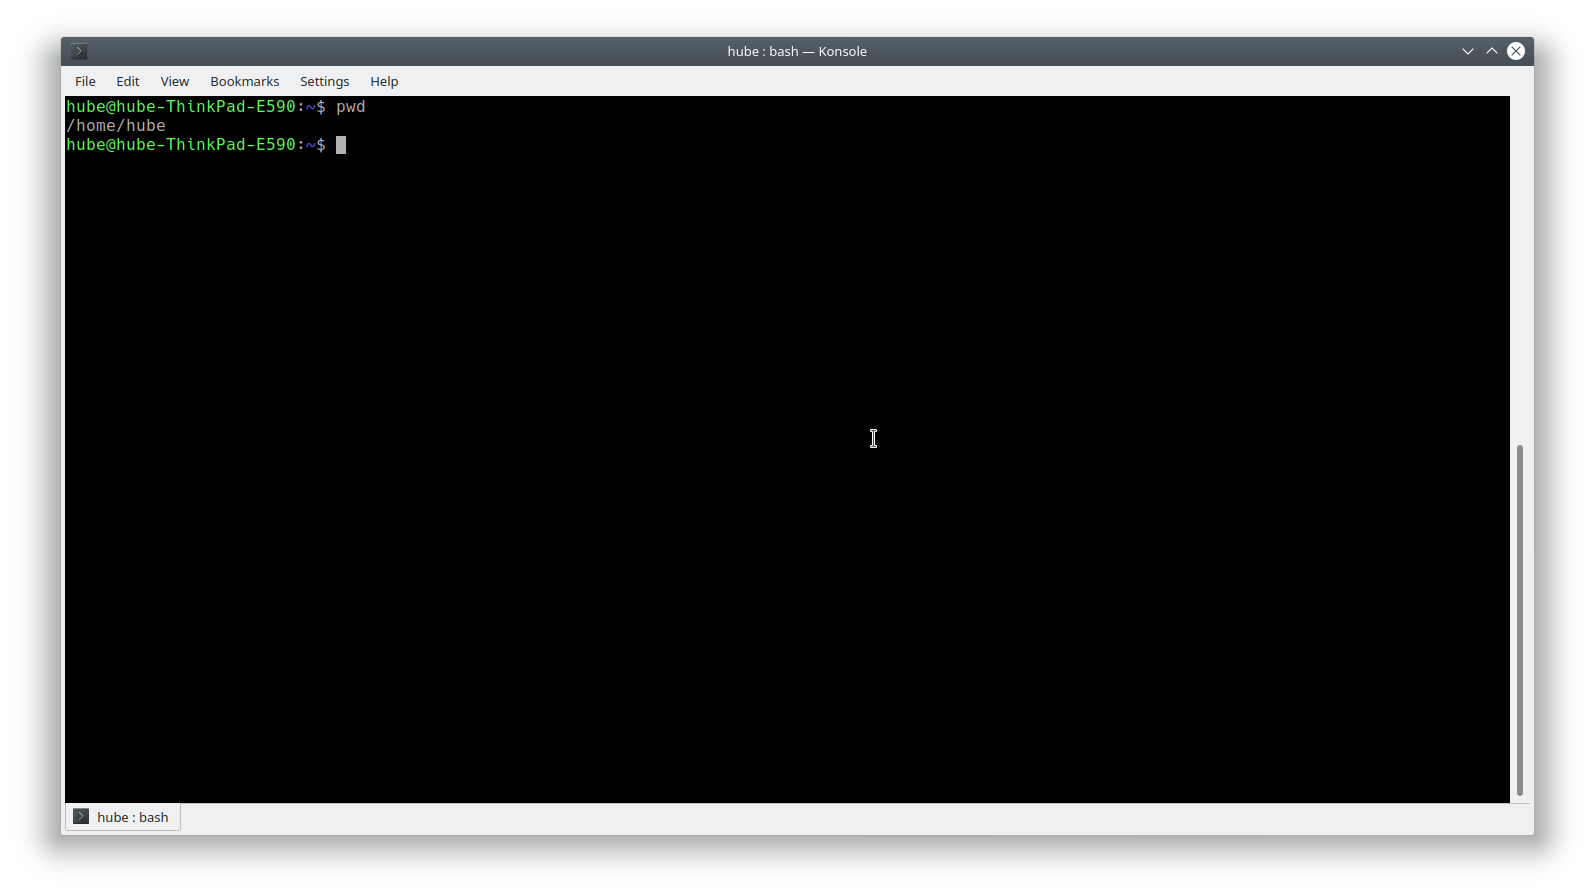 hube : bash — Konsole
File Edit View Bookmarks Settings Help
hube@hube-ThinkPad-E590:~$ pwd
/home/hube
hube@hube-ThinkPad-E590:~$
hube : bash